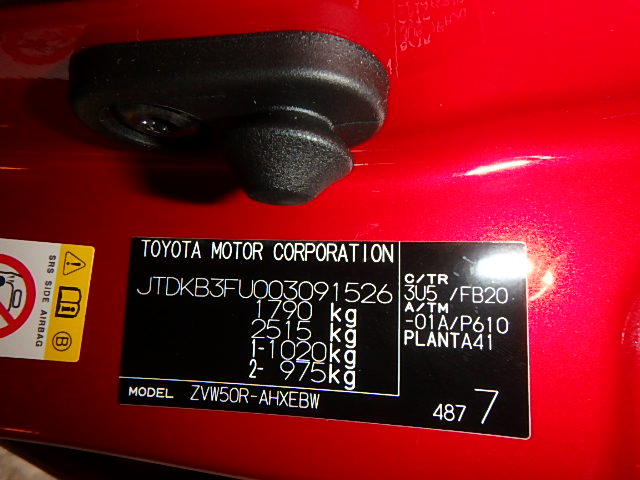 TOYOTA MOTOR CORPORATION
JTDKB3FU003091526
1790 kg
2515 kg
1-1020kg
2- 975kg
MODEL ZVW50R-AHXEBW
C/TR
3U5 /FB20
A/TM
-01A/P610
PLANTA41
487 7
SRS SIDE AIRBAG
B